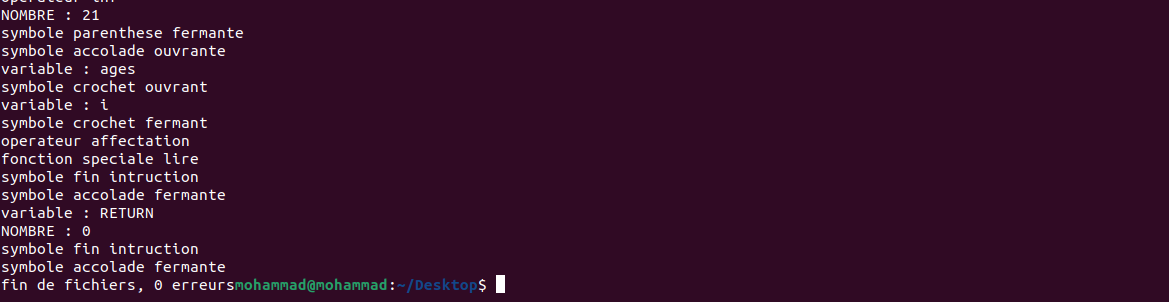 NOMBRE : 21
symbole parenthese fermante
symbole accolade ouvrante
variable : ages
symbole crochet ouvrant
variable : i
symbole crochet fermant
operateur affectation
fonction speciale lire
symbole fin intruction
symbole accolade fermante
variable : RETURN
NOMBRE : 0
symbole fin intruction
symbole accolade fermante
fin de fichiers, 0 erreursmohammad@mohammad:~/Desktop$